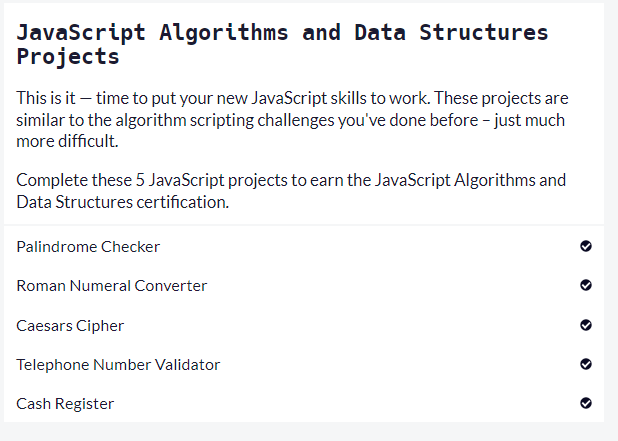 JavaScript Algorithms and Data Structures
Projects
This is it — time to put your new JavaScript skills to work. These projects are
similar to the algorithm scripting challenges you've done before – just much
more difficult.
Complete these 5 JavaScript projects to earn the JavaScript Algorithms and
Data Structures certification.
Palindrome Checker
Roman Numeral Converter
Caesars Cipher
Telephone Number Validator
Cash Register